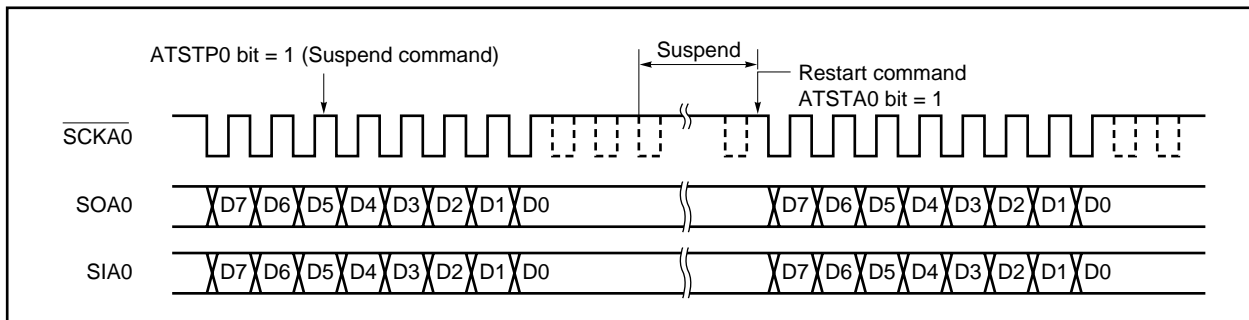 ATSTP0 bit = 1 (Suspend command)
Suspend
Restart command
ATSTA0 bit = 1
SCKA0
SOA0 D7 D6 D5 D4 D3 D2 D1 D0 D7 D6 D5 D4 D3 D2 D1 D0
SIA0 D7 D6 D5 D4 D3 D2 D1 D0 D7 D6 D5 D4 D3 D2 D1 D0